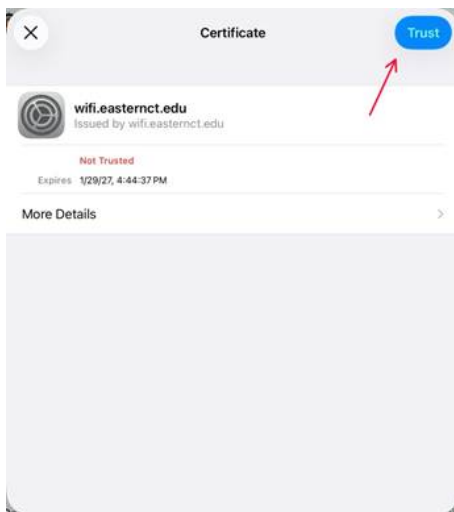 Certificate
Trust
wifi.easternct.edu
Issued by wifi.easternct.edu
Not Trusted
Expires 1/29/27, 4:44:37 PM
More Details